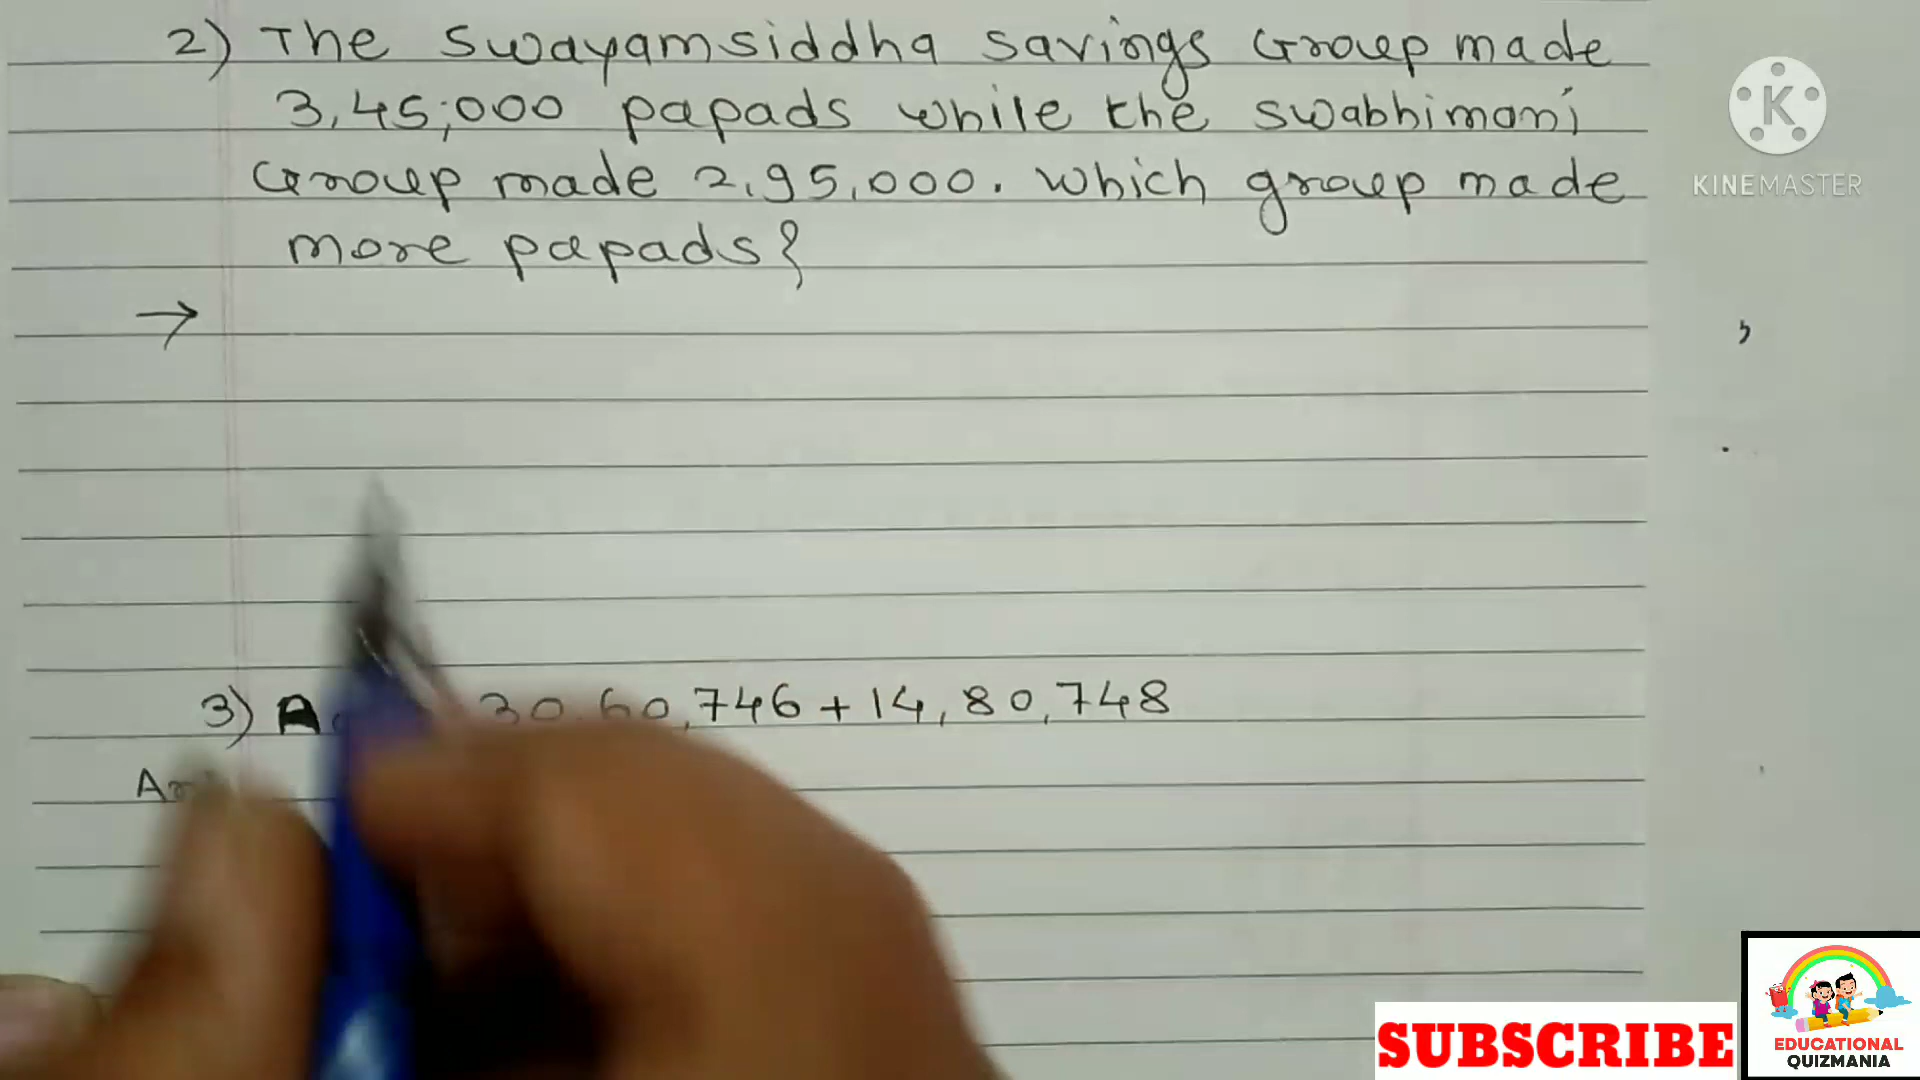 2) The Swayamsiddha savings Group made
3,45,000 papads while the swabhimani
Group made 2,95,000. Which group made
more papads?
→
3) 30,60,746 + 14,80,748
K
KINEMASTER
SUBSCRIBE
EDUCATIONAL
QUIZMANIA